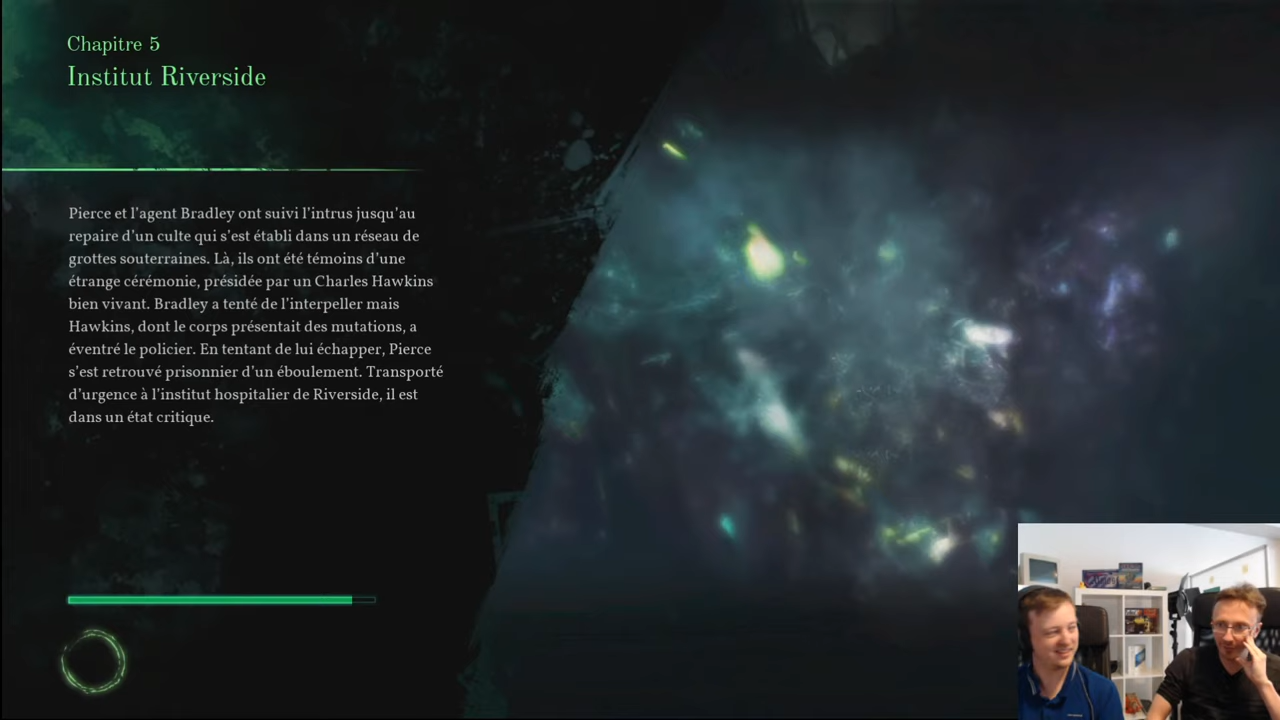 Chapitre 5
Institut Riverside
Pierce et l'agent Bradley ont suivi l'intrus jusqu'au
repaire d'un culte qui s'est établi dans un réseau de
grottes souterraines. Là, ils ont été témoins d'une
étrange cérémonie, présidée par un Charles Hawkins
bien vivant. Bradley a tenté de l'interpeller mais
Hawkins, dont le corps présentait des mutations, a
éventré le policier. En tentant de lui échapper, Pierce
s'est retrouvé prisonnier d'un éboulement. Transporté
d'urgence à l'institut hospitalier de Riverside, il est
dans un état critique.